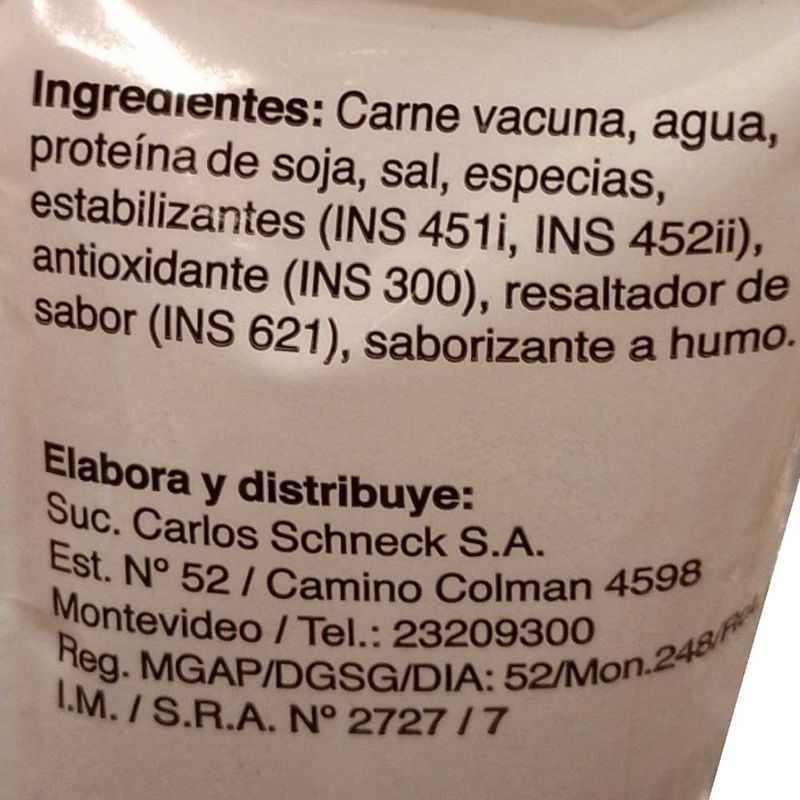 Ingredientes: Carne vacuna, agua,
proteína de soja, sal, especias,
estabilizantes (INS 451i, INS 452ii),
antioxidante (INS 300), resaltador de
sabor (INS 621), saborizante a humo.
Elabora y distribuye:
Suc. Carlos Schneck S.A.
Est. Nº 52 / Camino Colman 4598
Montevideo / Tel.: 23209300
Reg. MGAP/DGSG/DIA: 52/Mon.248/
I.M. / S.R.A. Nº 2727 / 7